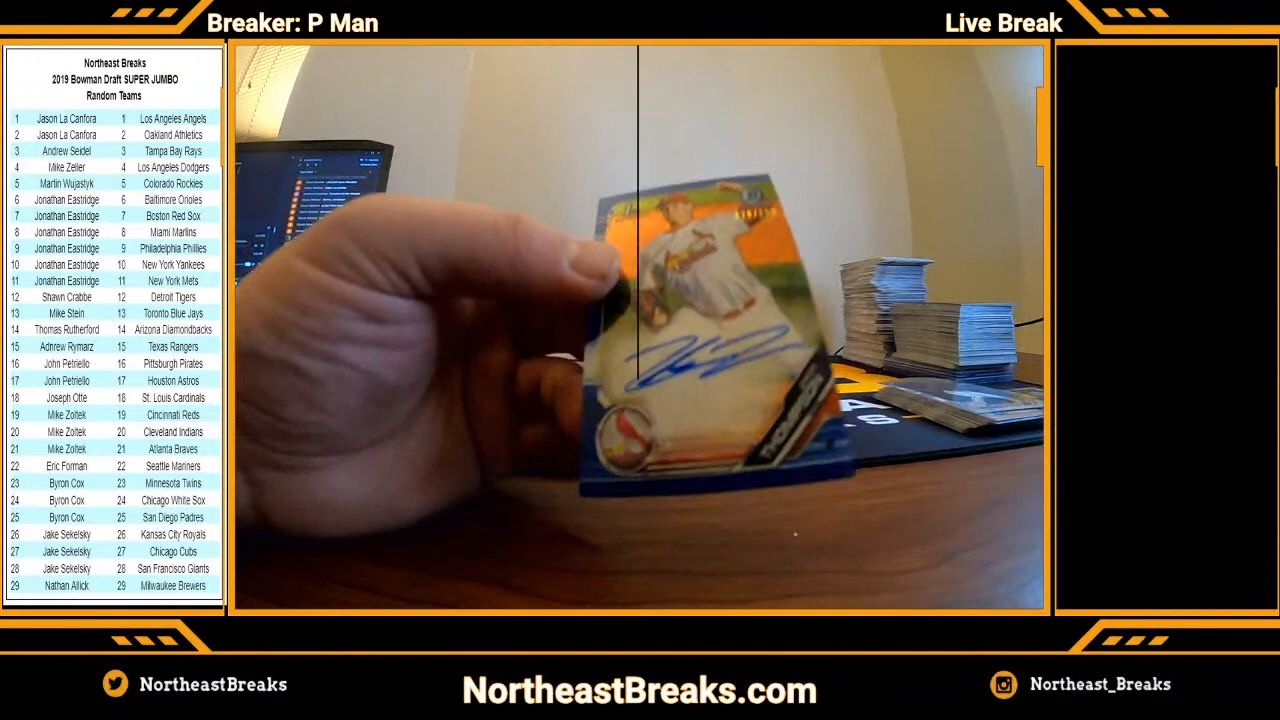 Breaker: P Man
Live Break
Northeast Breaks
2019 Bowman Draft SUPER JUMBO
Random Teams
1 Jason La Canfora 1 Los Angeles Angels
2 Jason La Canfora 2 Oakland Athletics
3 Andrew Seidel 3 Tampa Bay Rays
4 Mike Zeller 4 Los Angeles Dodgers
5 Martin Wujastyk 5 Colorado Rockies
6 Jonathan Eastridge 6 Baltimore Orioles
7 Jonathan Eastridge 7 Boston Red Sox
8 Jonathan Eastridge 8 Miami Marlins
9 Jonathan Eastridge 9 Philadelphia Phillies
10 Jonathan Eastridge 10 New York Yankees
11 Jonathan Eastridge 11 New York Mets
12 Shawn Crabbe 12 Detroit Tigers
13 Mike Stein 13 Toronto Blue Jays
14 Thomas Rutherford 14 Arizona Diamondbacks
15 Adnrew Rymarz 15 Texas Rangers
16 John Petriello 16 Pittsburgh Pirates
17 John Petriello 17 Houston Astros
18 Joseph Otte 18 St. Louis Cardinals
19 Mike Zoltek 19 Cincinnati Reds
20 Mike Zoltek 20 Cleveland Indians
21 Mike Zoltek 21 Atlanta Braves
22 Eric Forman 22 Seattle Mariners
23 Byron Cox 23 Minnesota Twins
24 Byron Cox 24 Chicago White Sox
25 Byron Cox 25 San Diego Padres
26 Jake Sekelsky 26 Kansas City Royals
27 Jake Sekelsky 27 Chicago Cubs
28 Jake Sekelsky 28 San Francisco Giants
29 Nathan Allick 29 Milwaukee Brewers
Cardinals
THOMPSON
NortheastBreaks
NortheastBreaks.com
Northeast_Breaks